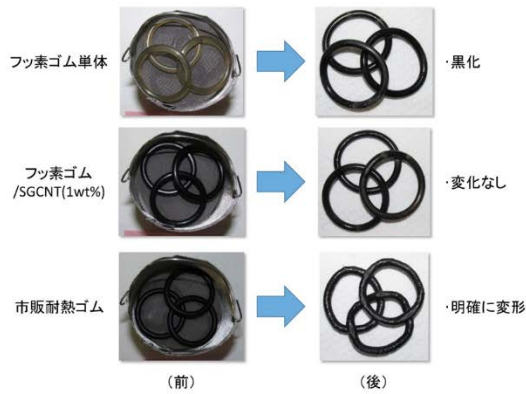 フッ素ゴム単体
・黒化
フッ素ゴム
/SGCNT(1wt%)
・変化なし
市販耐熱ゴム
・明確に変形
（前）
（後）